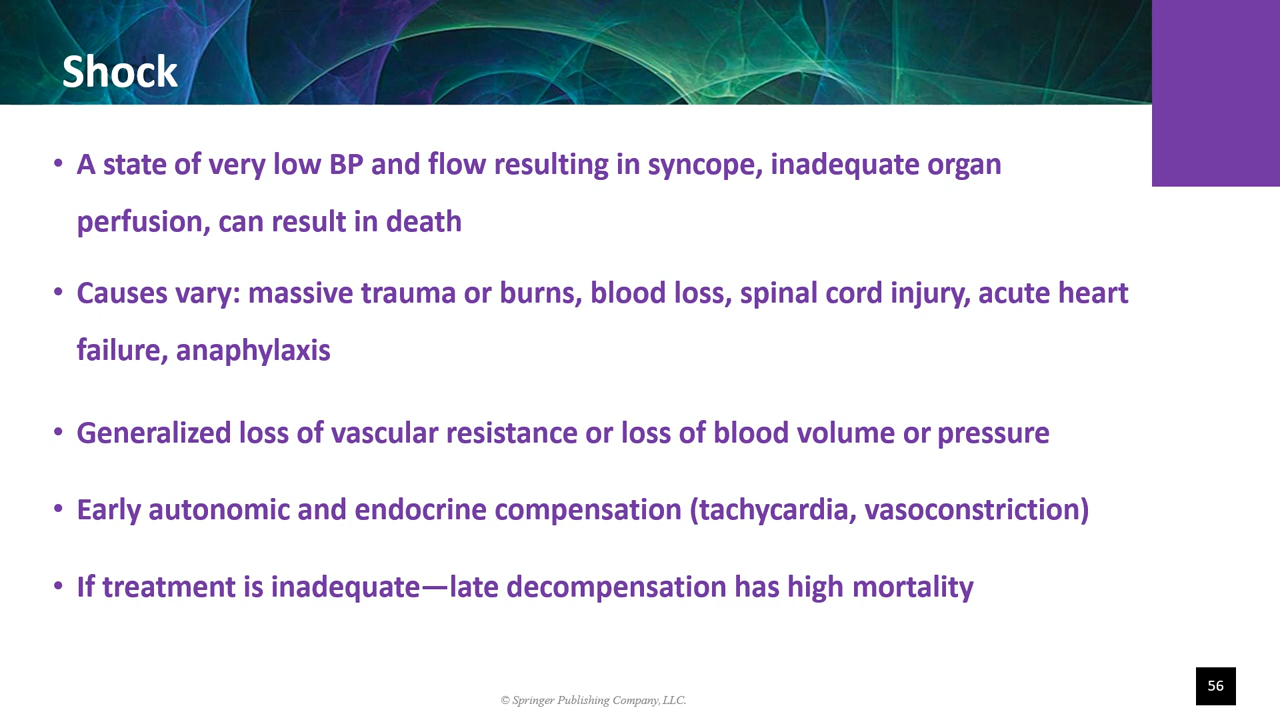 Shock
• A state of very low BP and flow resulting in syncope, inadequate organ
perfusion, can result in death
• Causes vary: massive trauma or burns, blood loss, spinal cord injury, acute heart
failure, anaphylaxis
• Generalized loss of vascular resistance or loss of blood volume or pressure
• Early autonomic and endocrine compensation (tachycardia, vasoconstriction)
• If treatment is inadequate—late decompensation has high mortality
© Springer Publishing Company, LLC.
56